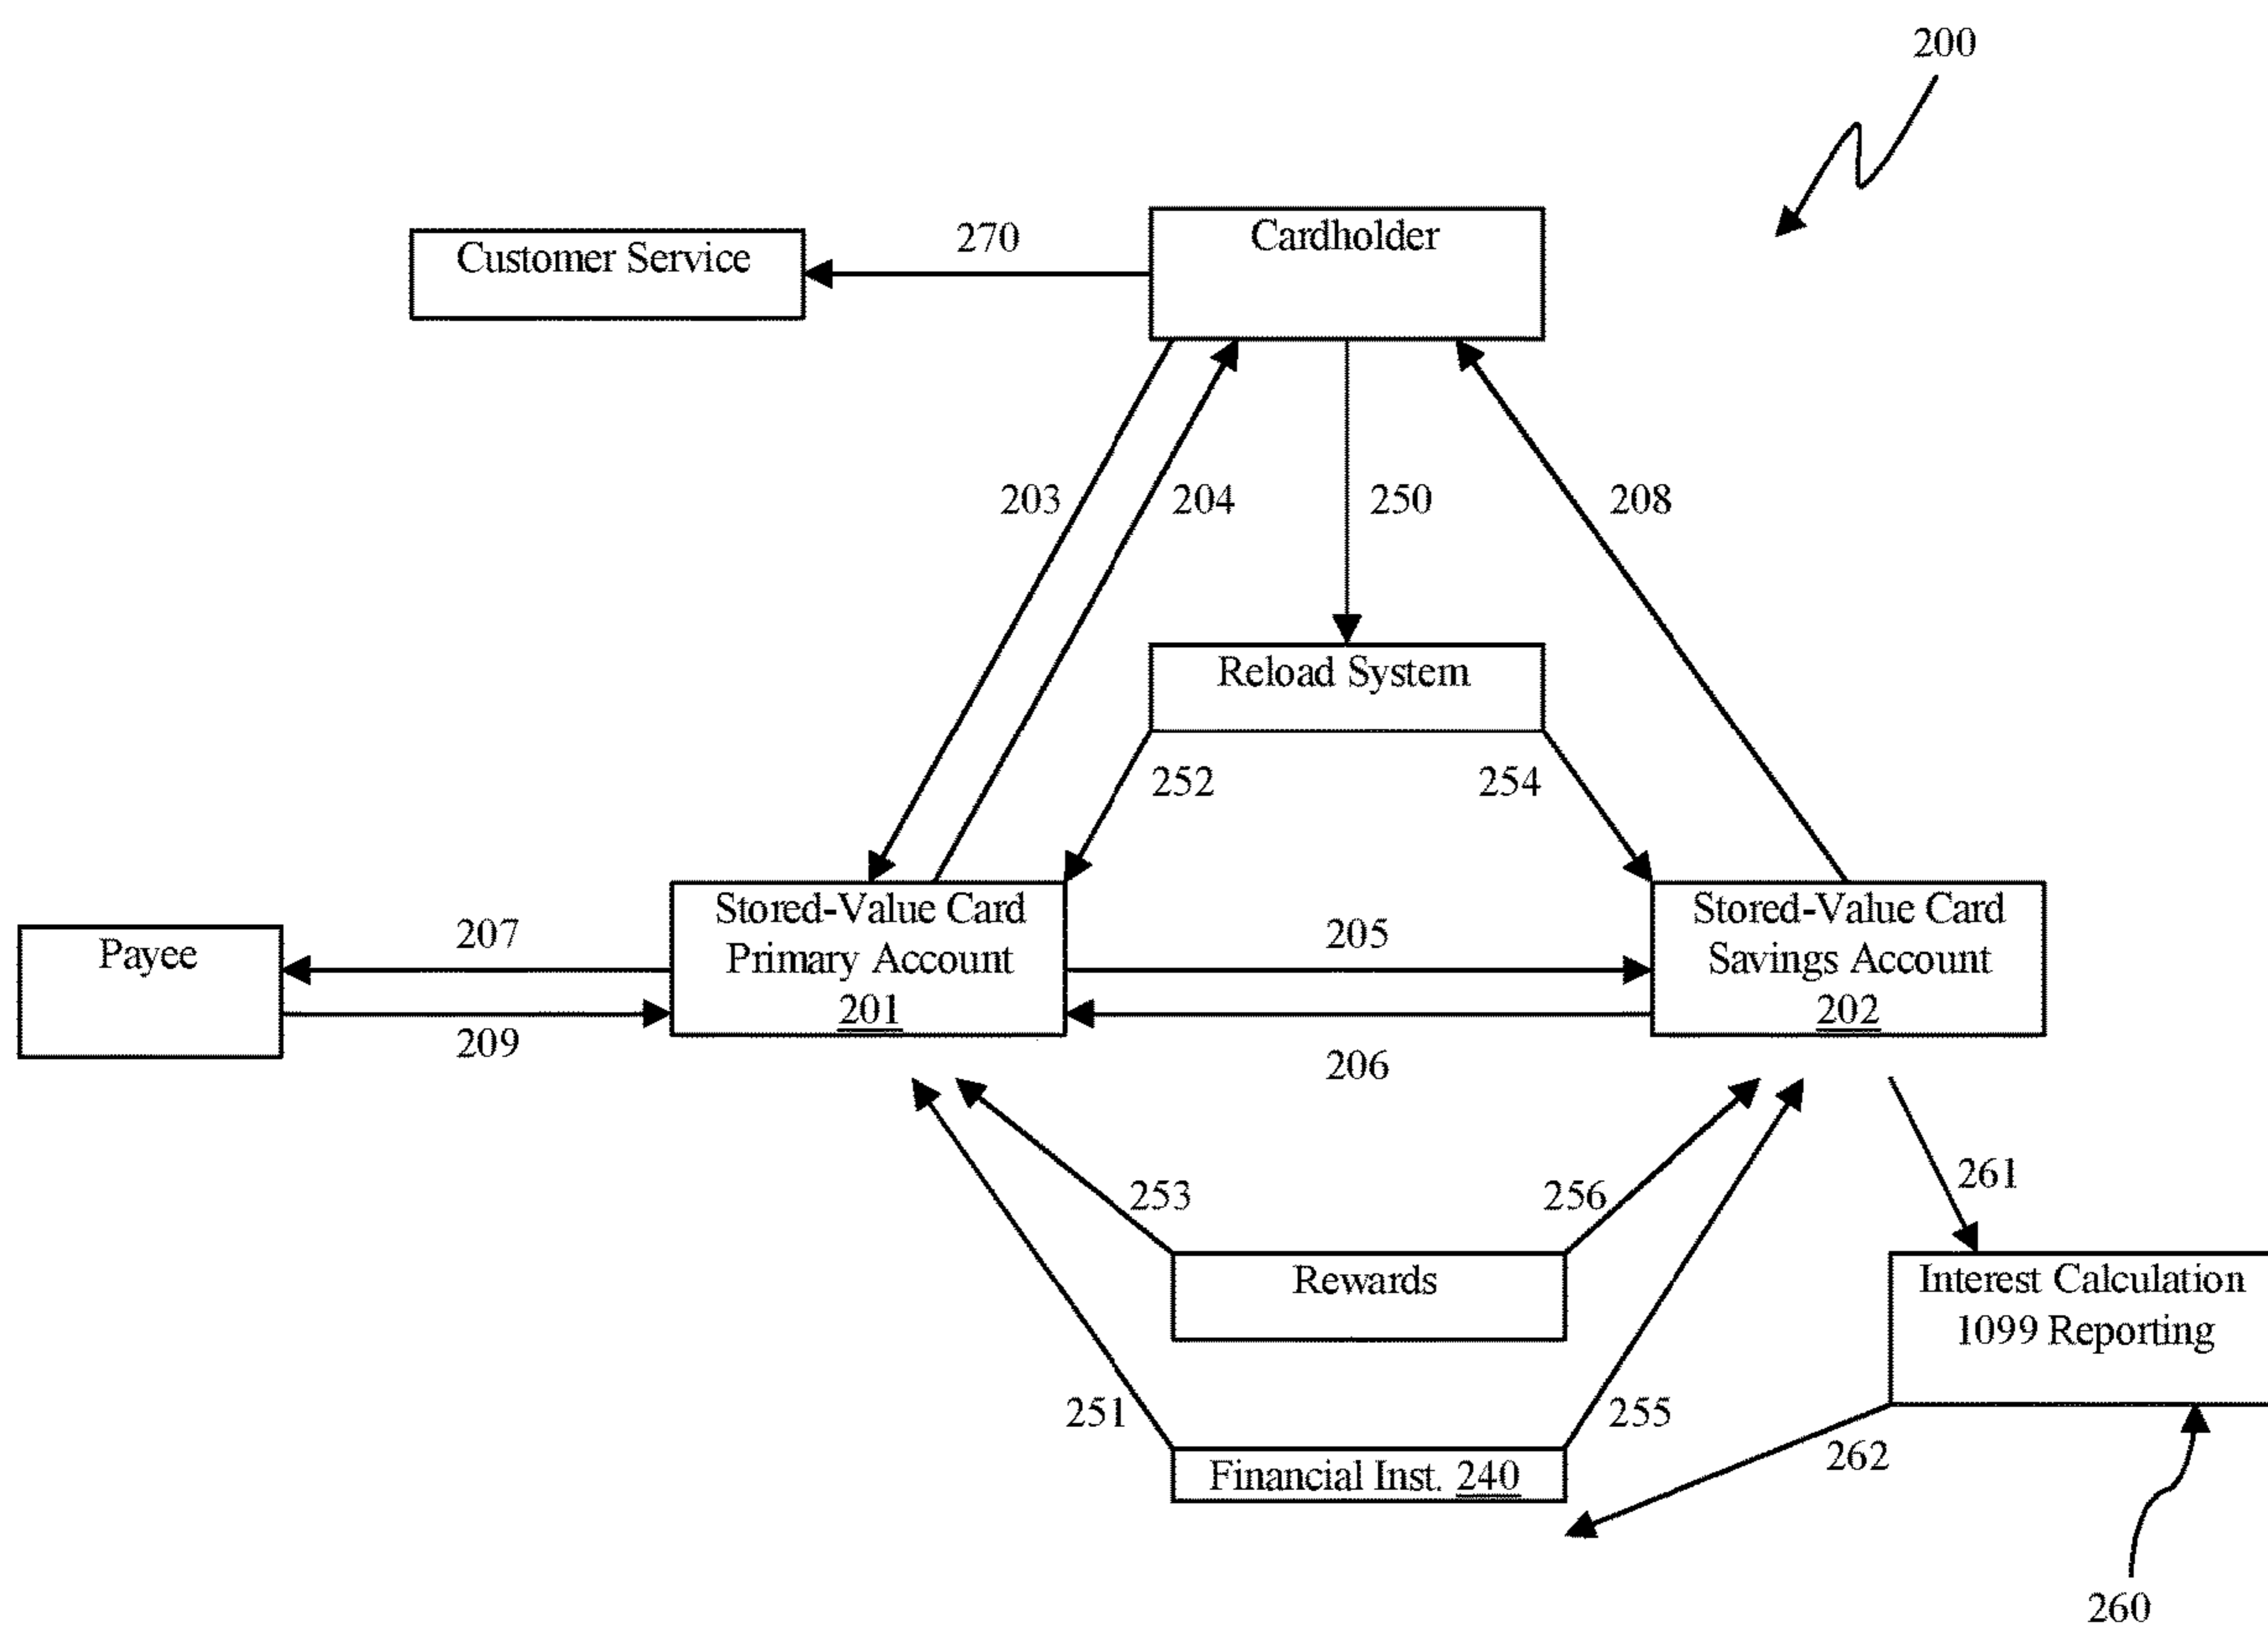 200
Customer Service
270
Cardholder
203
204
250
208
Reload System
252
254
Payee
207
209
Stored-Value Card
Primary Account
201
205
206
Stored-Value Card
Savings Account
202
253
256
261
Rewards
Interest Calculation
1099 Reporting
251
255
262
Financial Inst. 240
260